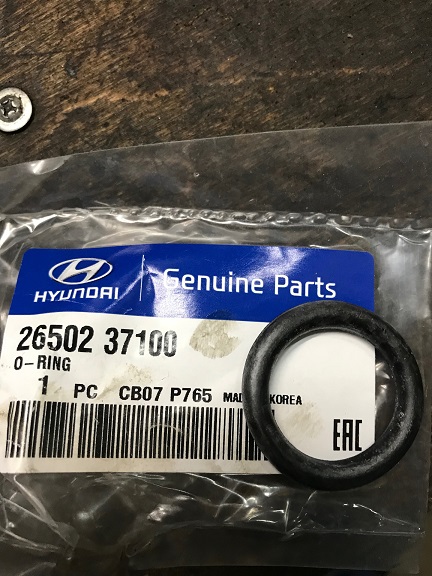 HYUNDAI
Genuine Parts
26502 37100
O-RING
1 PC CB07 P765 KOREA
EAC